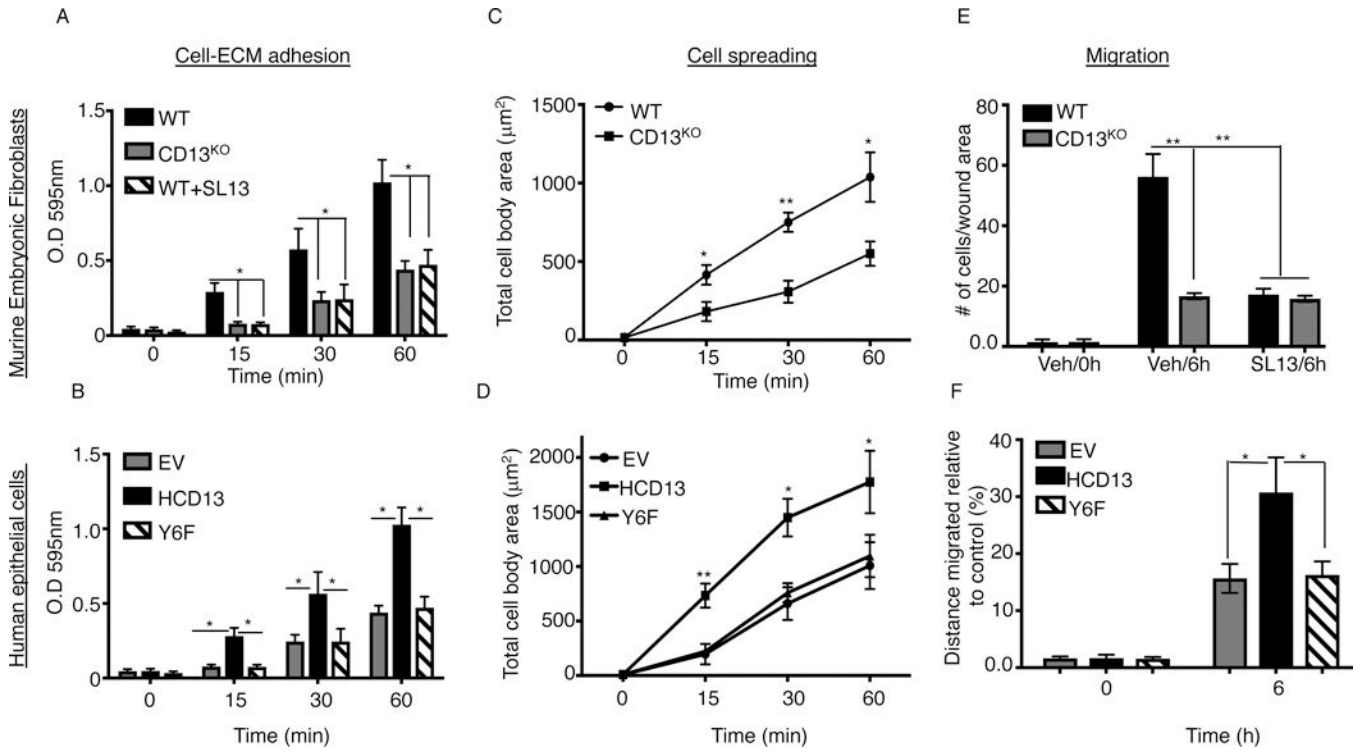 A
Cell-ECM adhesion
Murine Embryonic Fibroblasts
O.D 595nm
1.5
1.0
0.5
0
WT
CD13KO
WT+SL13
*
*
*
0 15 30 60
Time (min)
C
Cell spreading
Total cell body area (μm2)
1500
1000
500
0
WT
CD13KO
*
**
*
0 15 30 60
Time (min)
E
Migration
# of cells/wound area
80
60
40
20
0.0
WT
CD13KO
** **
Veh/0h Veh/6h SL13/6h
B
Human epithelial cells
O.D 595nm
1.5
1.0
0.5
0
EV
HCD13
Y6F
* *
* *
* *
0 15 30 60
Time (min)
D
Total cell body area (μm2)
2000
1500
1000
500
0
EV
HCD13
Y6F
**
*
*
0 15 30 60
Time (min)
F
Distance migrated relative
to control (%)
40
30
20
10
0.0
EV
HCD13
Y6F
* *
0 6
Time (h)